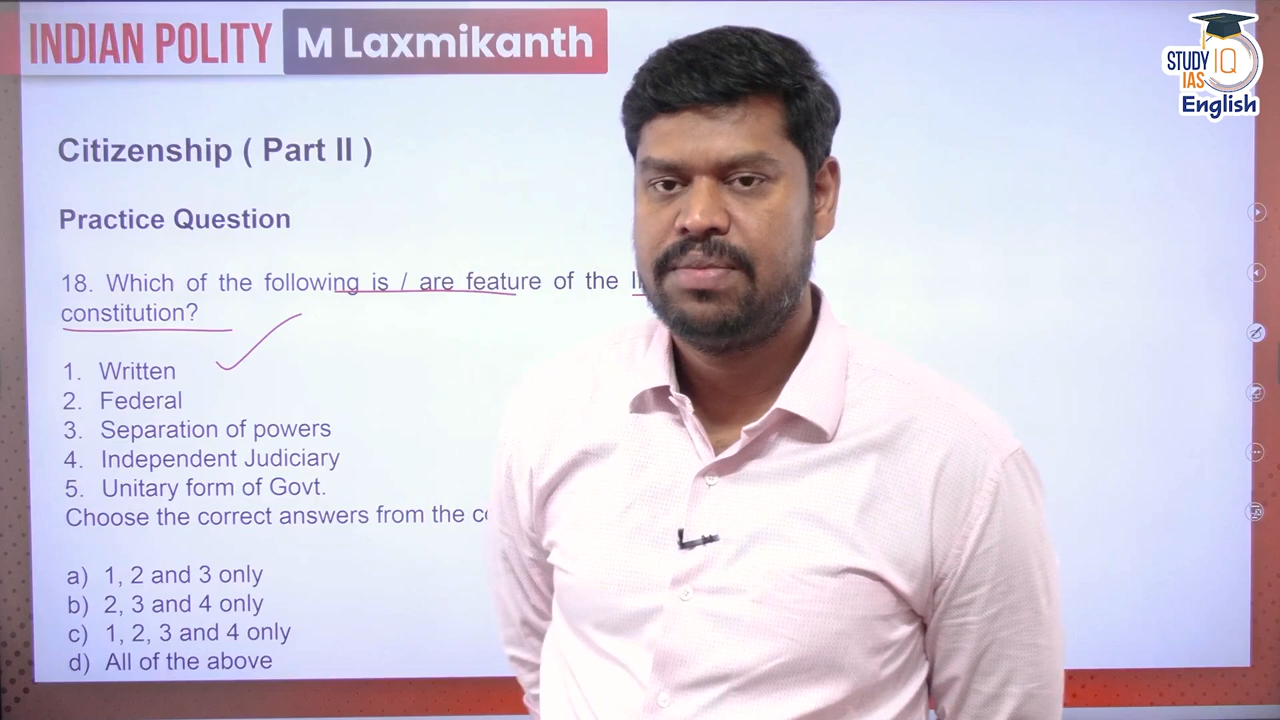 INDIAN POLITY M Laxmikanth
STUDY IQ
IAS
English
Citizenship ( Part II )
Practice Question
18. Which of the following is / are feature of the
constitution?
1. Written
2. Federal
3. Separation of powers
4. Independent Judiciary
5. Unitary form of Govt.
Choose the correct answers from the
a) 1, 2 and 3 only
b) 2, 3 and 4 only
c) 1, 2, 3 and 4 only
d) All of the above